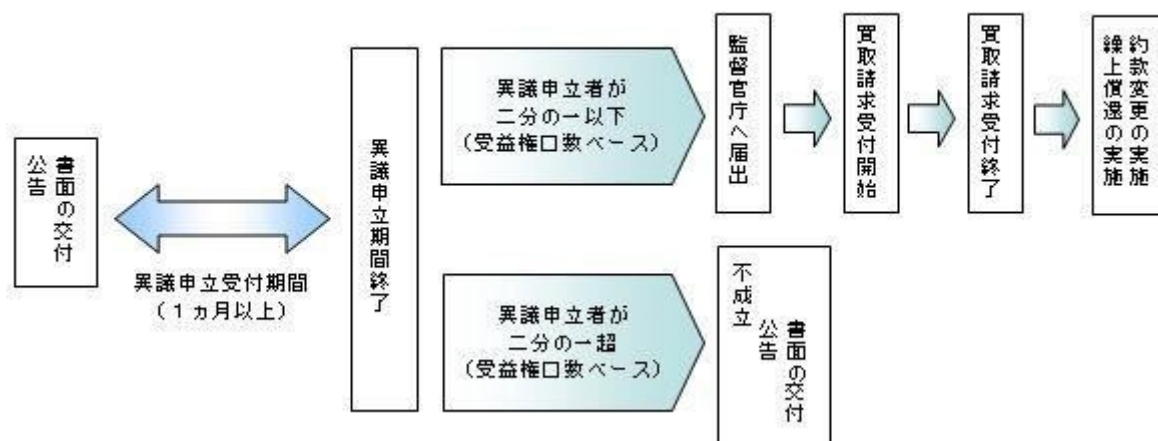 書面の交付
公告
異議申立受付期間
（１ヵ月以上）
異議申立期間終了
異議申立者が
二分の一以下
（受益権口数ベース）
監督官庁へ届出
買取請求受付開始
買取請求受付終了
約款変更の実施
繰上償還の実施
異議申立者が
二分の一超
（受益権口数ベース）
不成立
書面の交付
公告